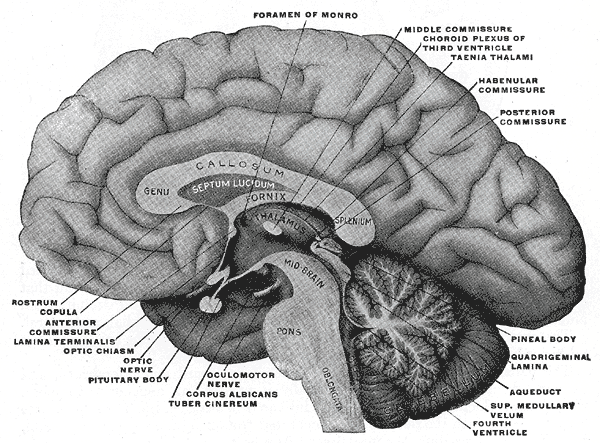 FORAMEN OF MONRO
MIDDLE COMMISSURE
CHOROID PLEXUS OF
THIRD VENTRICLE
TAENIA THALAMI
HABENULAR
COMMISSURE
POSTERIOR
COMMISSURE
CALLOSUM
GENU
SEPTUM LUCIDUM
FORNIX
THALAMUS
SPLENIUM
MID BRAIN
PONS
OBLONGATA
ROSTRUM
COPULA
ANTERIOR
COMMISSURE
LAMINA TERMINALIS
OPTIC CHIASM
OPTIC
NERVE
PITUITARY BODY
OCULOMOTOR
NERVE
CORPUS ALBICANS
TUBER CINEREUM
PINEAL BODY
QUADRIGEMINAL
LAMINA
AQUEDUCT
SUP. MEDULLARY
VELUM
FOURTH
VENTRICLE